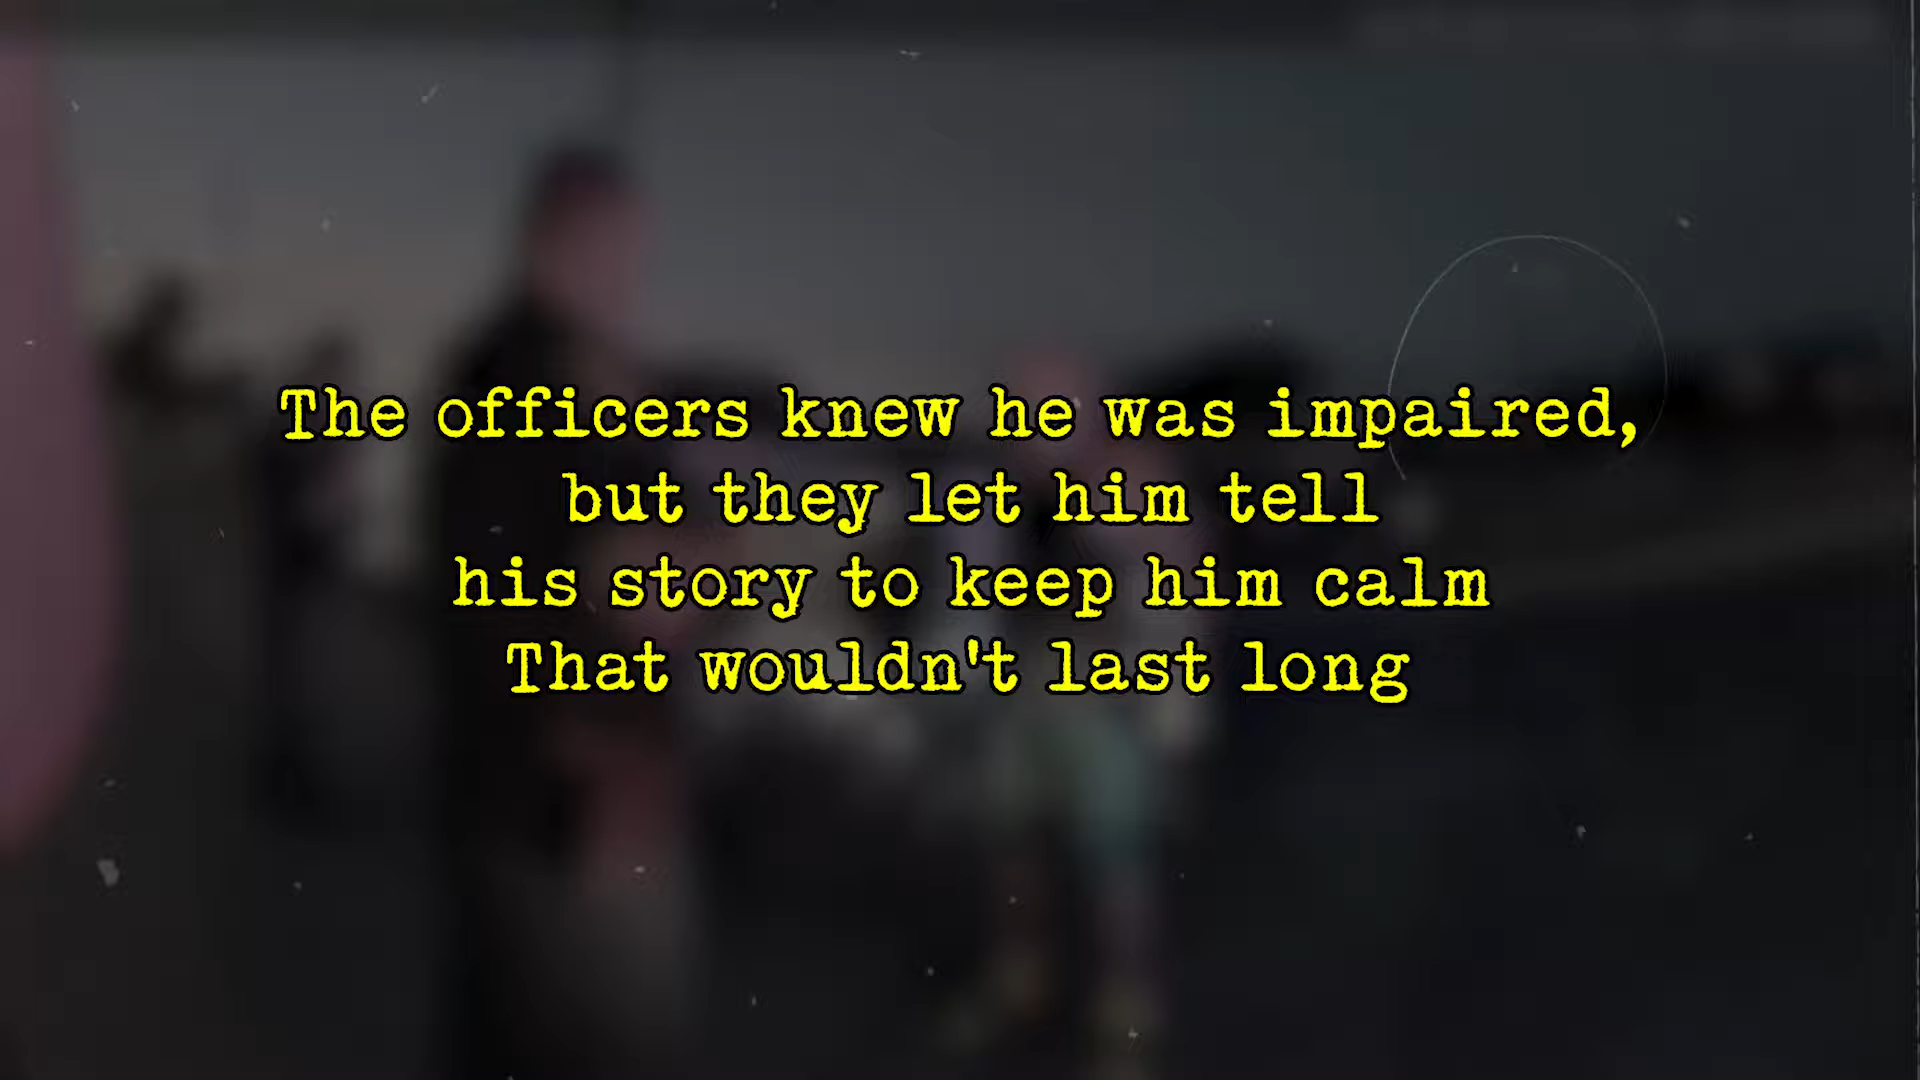 The officers knew he was impaired,
but they let him tell
his story to keep him calm
That wouldn't last long